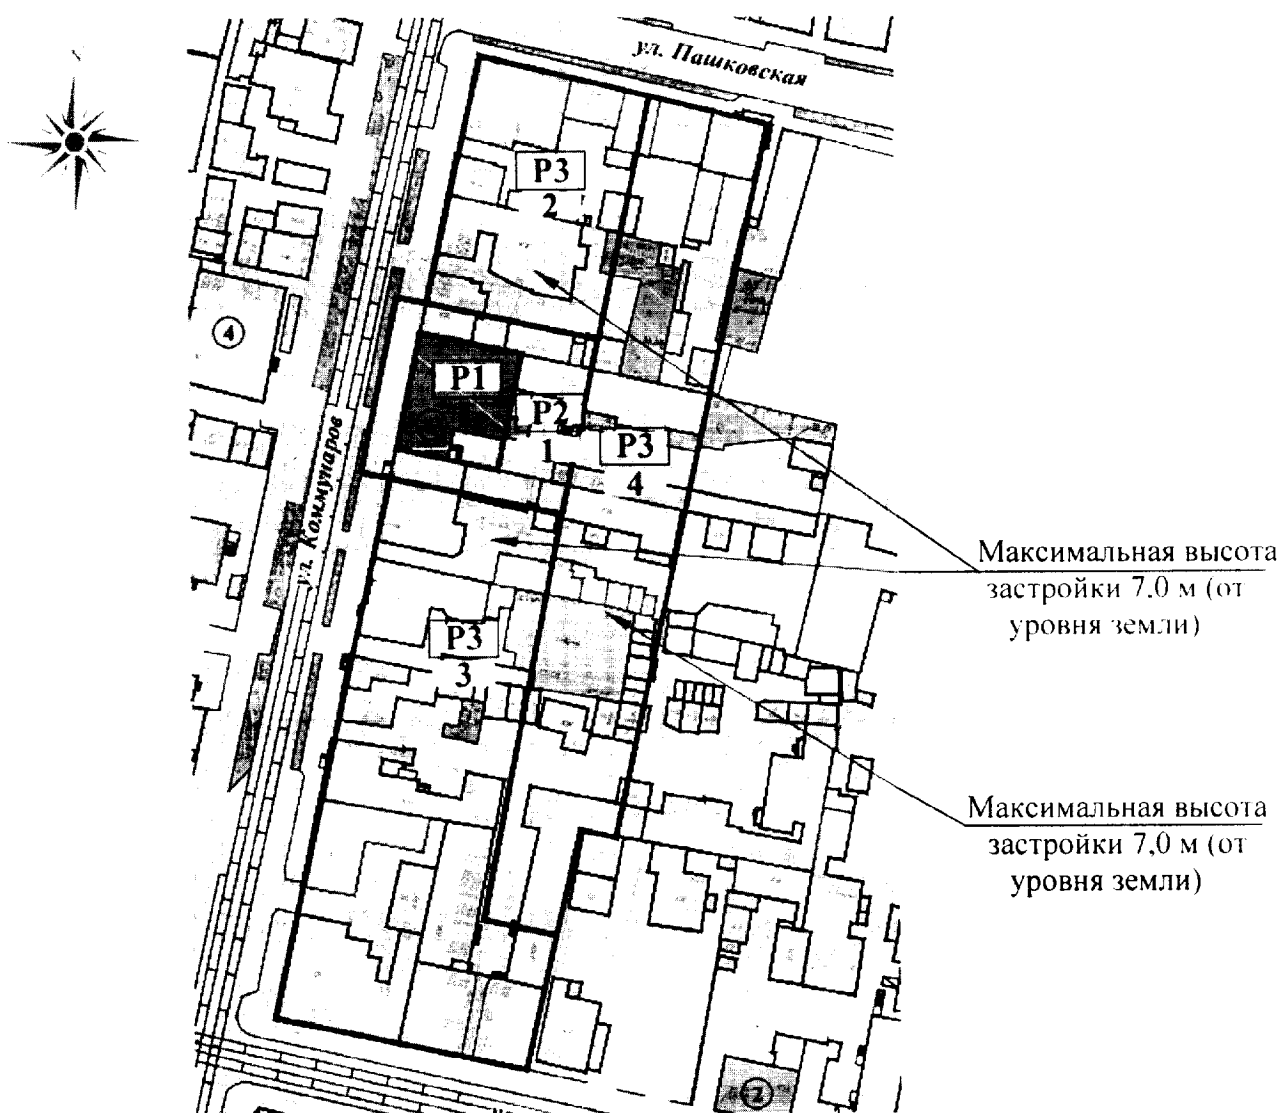 ул. Пашковская
Р3
2
4
Р1
Р2
1
Р3
4
ул. Коммунаров
Максимальная высота
застройки 7.0 м (от
уровня земли)
Р3
3
Максимальная высота
застройки 7,0 м (от
уровня земли)
2